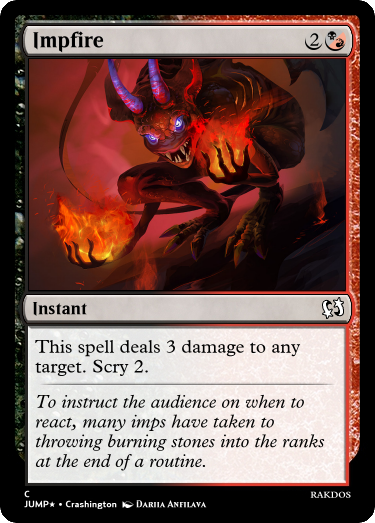 Impfire 2
Instant
This spell deals 3 damage to any
target. Scry 2.
To instruct the audience on when to
react, many imps have taken to
throwing burning stones into the ranks
at the end of a routine.
C
RAKDOS
JUMP★ • Crashington DARIIA ANFILAVA